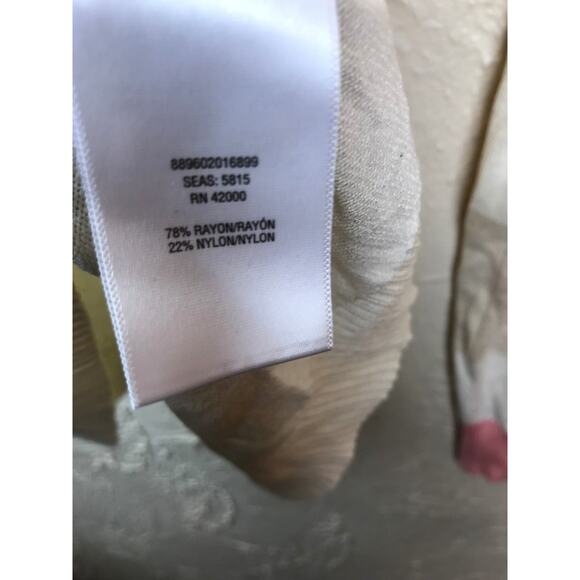 889602016899
SEAS: 5815
RN 42000
78% RAYON/RAYÓN
22% NYLON/NYLON